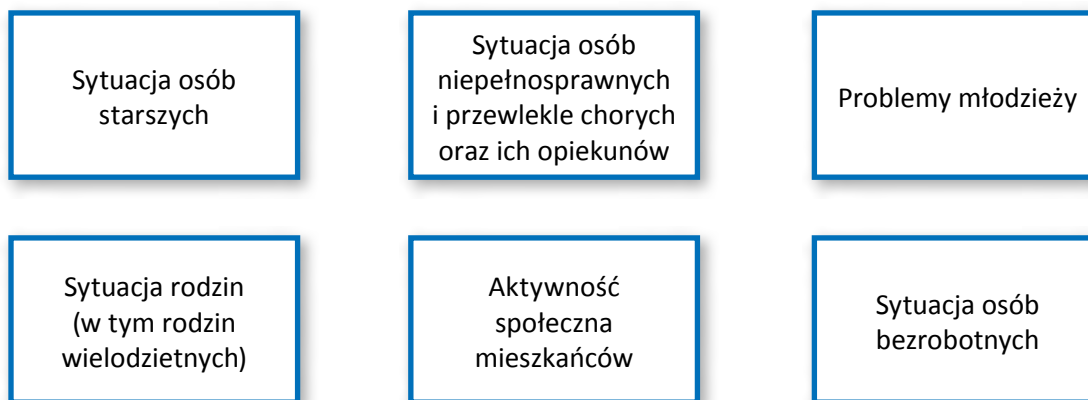 Sytuacja osób
starszych
Sytuacja osób
niepełnosprawnych
i przewlekle chorych
oraz ich opiekunów
Problemy młodzieży
Sytuacja rodzin
(w tym rodzin
wielodzietnych)
Aktywność
społeczna
mieszkańców
Sytuacja osób
bezrobotnych